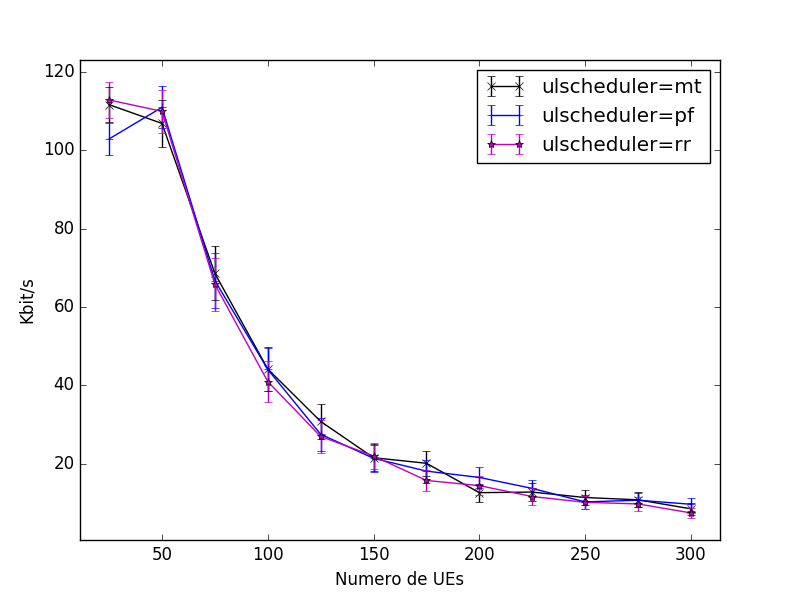 120
100
80
60
40
20
Kbit/s
ulscheduler=mt
ulscheduler=pf
ulscheduler=rr
50 100 150 200 250 300
Numero de UEs